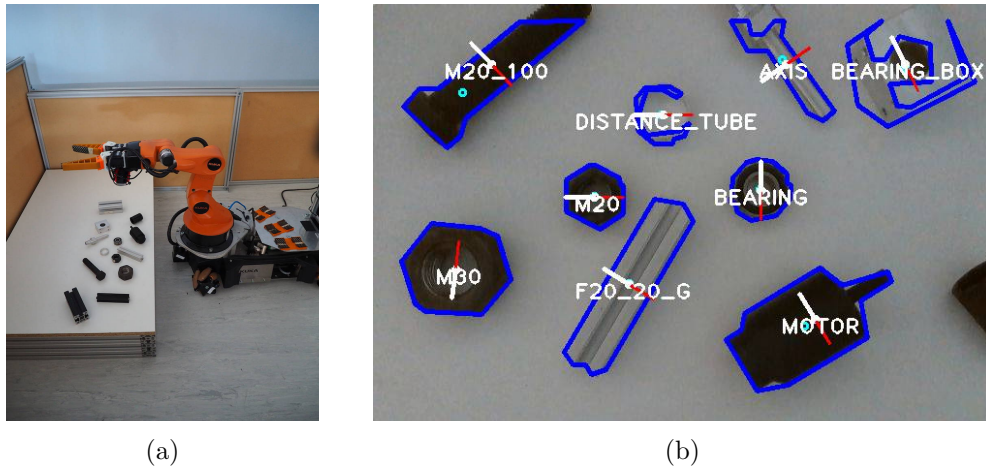 M20_100
AXIS
BEARING_BOX
DISTANCE_TUBE
M20
BEARING
M30
F20_20_G
MOTOR
(a)
(b)